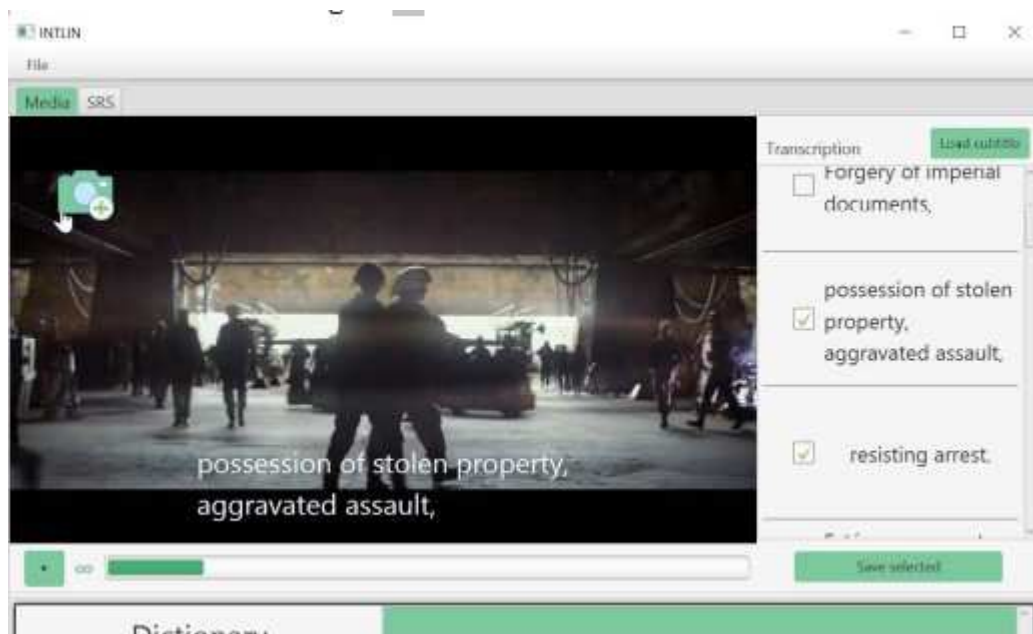 INTLIN
File
Media SRS
Transcription
Load subtitle
Forgery of imperial
documents,
possession of stolen
property,
aggravated assault,
resisting arrest.
possession of stolen property,
aggravated assault,
Save selected
Dictionary